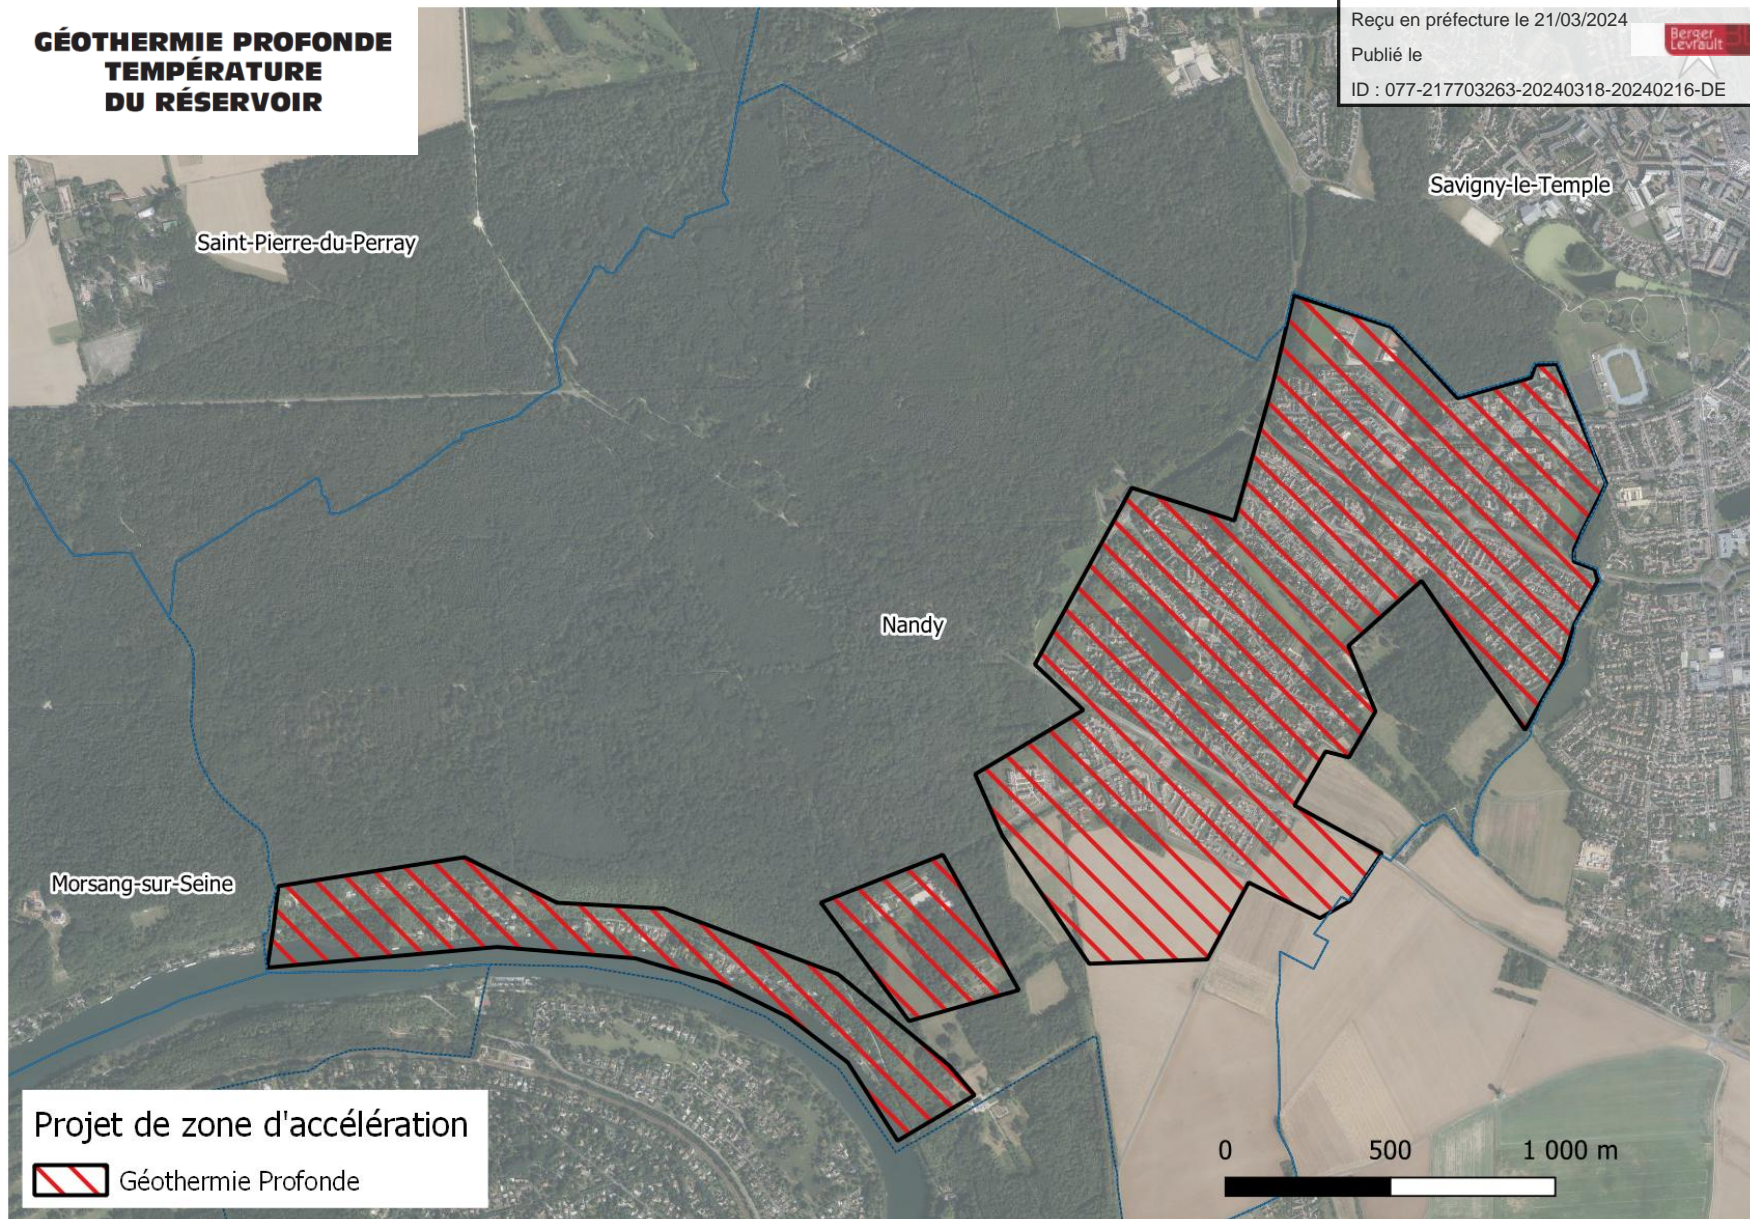 GÉOTHERMIE PROFONDE
TEMPÉRATURE
DU RÉSERVOIR
Reçu en préfecture le 21/03/2024
Publié le
ID : 077-217703263-20240318-20240216-DE
Berger
Levrault
Savigny-le-Temple
Saint-Pierre-du-Perray
Nandy
Morsang-sur-Seine
Projet de zone d'accélération
Géothermie Profonde
0 500 1 000 m